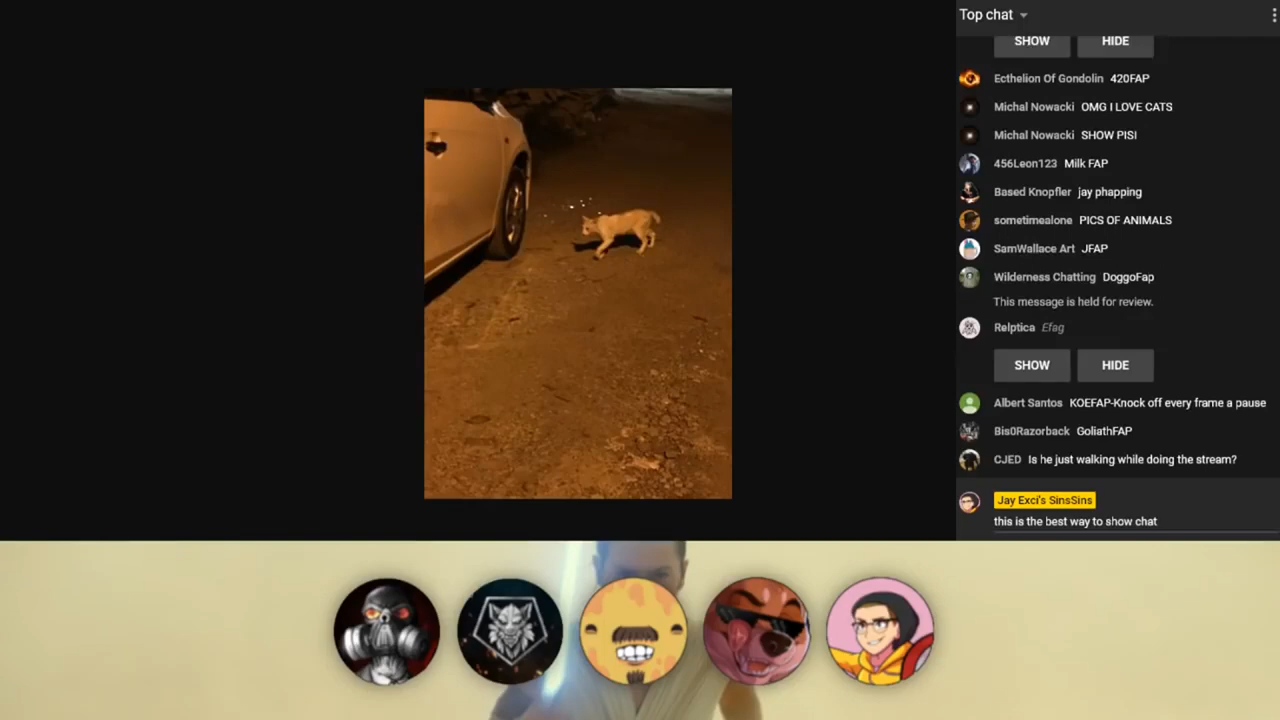 Top chat
SHOW HIDE
Ecthelion Of Gondolin 420FAP
Michal Nowacki OMG I LOVE CATS
Michal Nowacki SHOW PISI
456Leon123 Milk FAP
Based Knopfler jay phapping
sometimealone PICS OF ANIMALS
SamWallace Art JFAP
Wilderness Chatting DoggoFap
This message is held for review.
Relptica Efag
SHOW HIDE
Albert Santos KOEFAP-Knock off every frame a pause
Bis0Razorback GoliathFAP
CJED Is he just walking while doing the stream?
Jay Exci's SinsSins
this is the best way to show chat